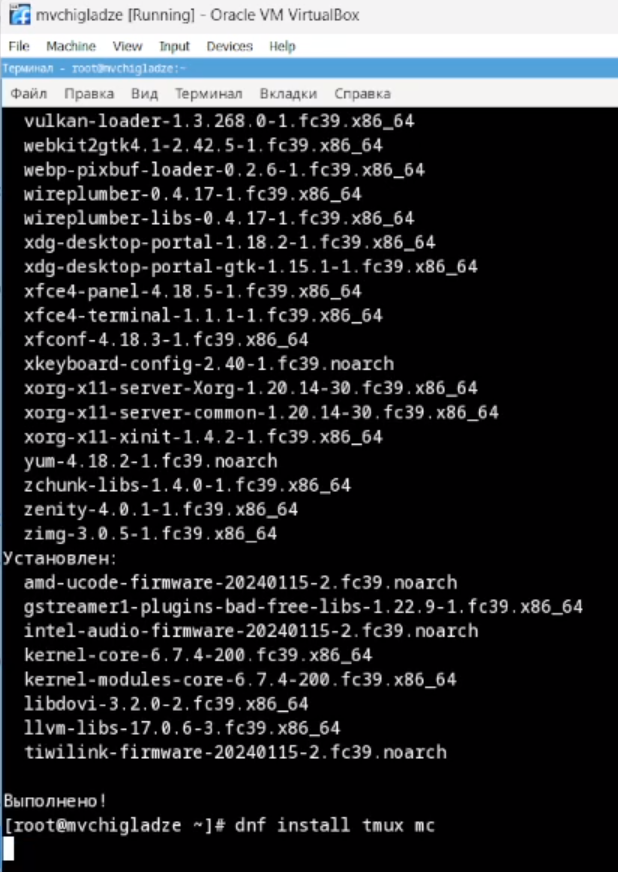 mvchigladze [Running] - Oracle VM VirtualBox
File Machine View Input Devices Help
Терминал - root@mvchigladze:~
Файл Правка Вид Терминал Вкладки Справка
vulkan-loader-1.3.268.0-1.fc39.x86_64
webkit2gtk4.1-2.42.5-1.fc39.x86_64
webp-pixbuf-loader-0.2.6-1.fc39.x86_64
wireplumber-0.4.17-1.fc39.x86_64
wireplumber-libs-0.4.17-1.fc39.x86_64
xdg-desktop-portal-1.18.2-1.fc39.x86_64
xdg-desktop-portal-gtk-1.15.1-1.fc39.x86_64
xfce4-panel-4.18.5-1.fc39.x86_64
xfce4-terminal-1.1.1-1.fc39.x86_64
xfconf-4.18.3-1.fc39.x86_64
xkeyboard-config-2.40-1.fc39.noarch
xorg-x11-server-Xorg-1.20.14-30.fc39.x86_64
xorg-x11-server-common-1.20.14-30.fc39.x86_64
xorg-x11-xinit-1.4.2-1.fc39.x86_64
yum-4.18.2-1.fc39.noarch
zchunk-libs-1.4.0-1.fc39.x86_64
zenity-4.0.1-1.fc39.x86_64
zimg-3.0.5-1.fc39.x86_64
Установлен:
amd-ucode-firmware-20240115-2.fc39.noarch
gstreamer1-plugins-bad-free-libs-1.22.9-1.fc39.x86_64
intel-audio-firmware-20240115-2.fc39.noarch
kernel-core-6.7.4-200.fc39.x86_64
kernel-modules-core-6.7.4-200.fc39.x86_64
libdovi-3.2.0-2.fc39.x86_64
llvm-libs-17.0.6-3.fc39.x86_64
tiwilink-firmware-20240115-2.fc39.noarch
Выполнено!
[root@mvchigladze ~]# dnf install tmux mc